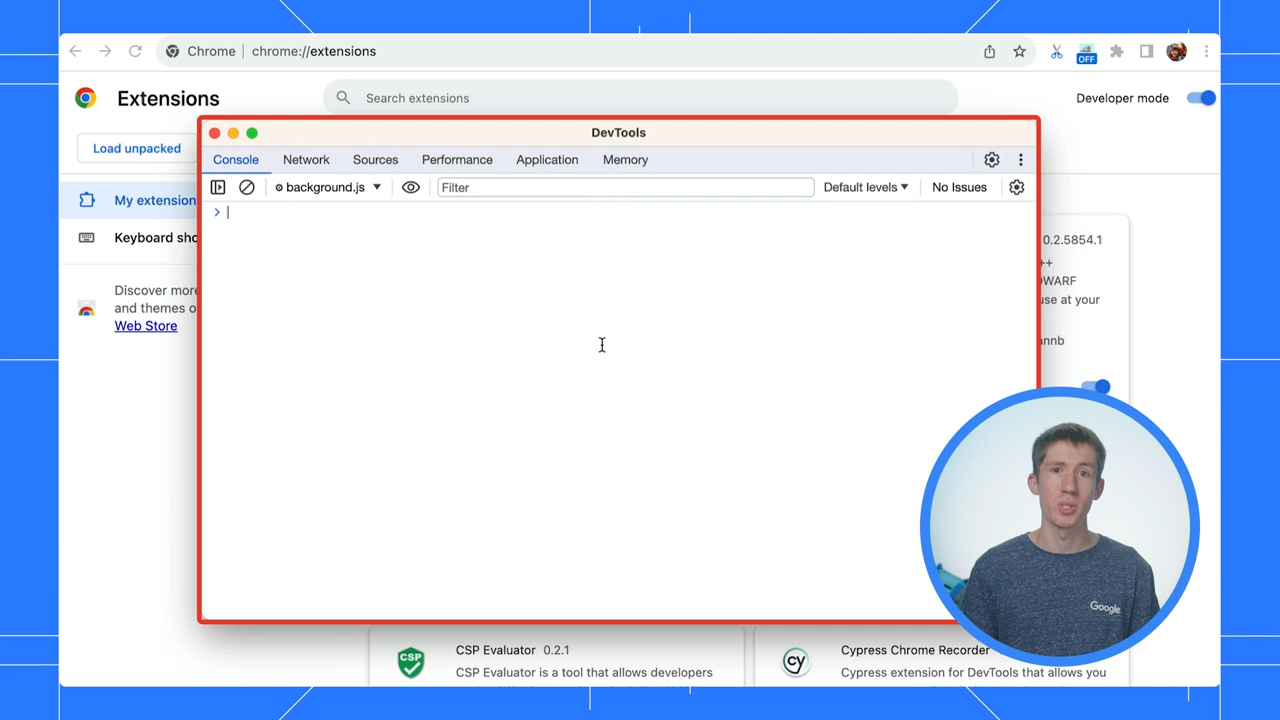 Chrome | chrome://extensions
OFF
Extensions
Search extensions
Developer mode
Load unpacked
DevTools
Console Network Sources Performance Application Memory
background.js Filter Default levels No Issues
>
My extension
Keyboard sho
Discover more
and themes o
Web Store
0.2.5854.1
++
DWARF
use at your
nnb
Google
CSP
CSP Evaluator 0.2.1
CSP Evaluator is a tool that allows developers
cy
Cypress Chrome Recorder
Cypress extension for DevTools that allows you